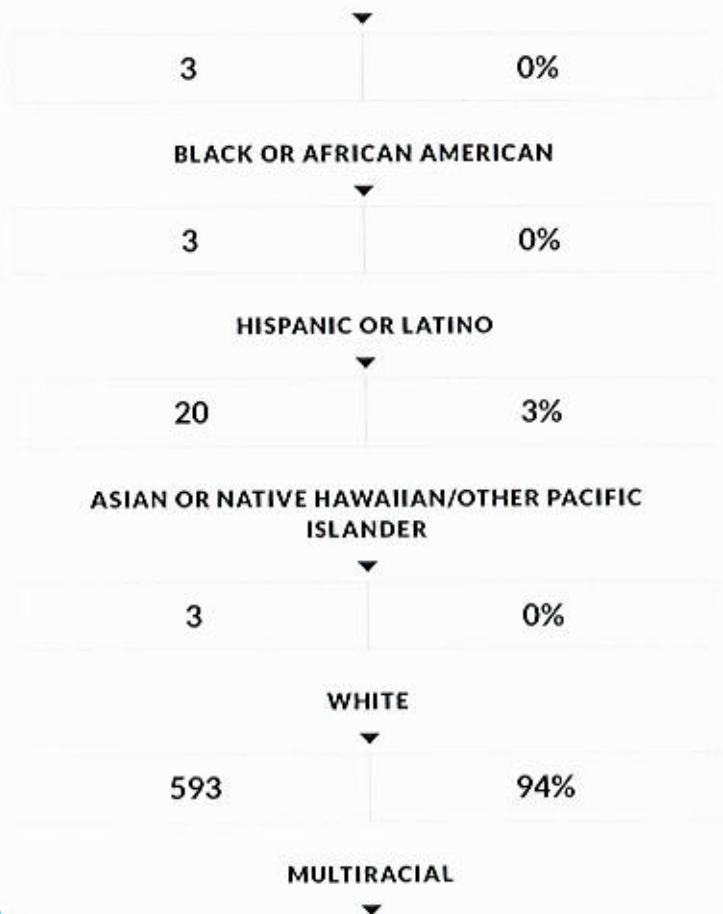 3 0%
BLACK OR AFRICAN AMERICAN
3 0%
HISPANIC OR LATINO
20 3%
ASIAN OR NATIVE HAWAIIAN/OTHER PACIFIC
ISLANDER
3 0%
WHITE
593 94%
MULTIRACIAL